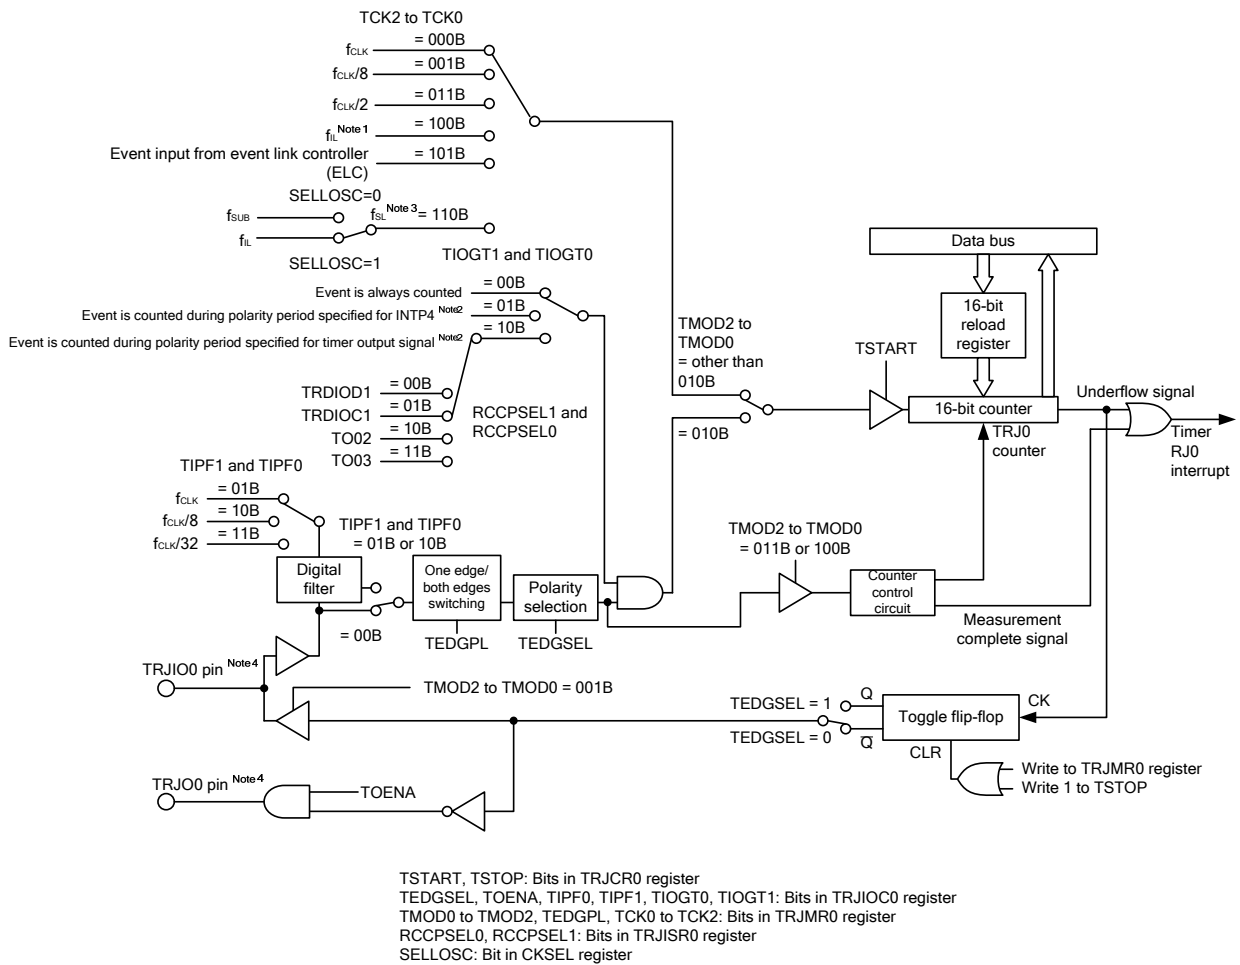 TCK2 to TCK0
fCLK = 000B
fCLK/8 = 001B
fCLK/2 = 011B
fIL Note 1 = 100B
Event input from event link controller = 101B
(ELC)
SELLOSC=0
fSUB
fSL Note 3 = 110B
fIL
SELLOSC=1
TIOGT1 and TIOGT0
Event is always counted = 00B
Event is counted during polarity period specified for INTP4 Note2 = 01B
Event is counted during polarity period specified for timer output signal Note2 = 10B
TRDIOD1 = 00B
TRDIOC1 = 01B
TO02 = 10B
TO03 = 11B
RCCPSEL1 and
RCCPSEL0
TIPF1 and TIPF0
fCLK = 01B
fCLK/8 = 10B
fCLK/32 = 11B
Digital
filter
TIPF1 and TIPF0
= 01B or 10B
= 00B
One edge/
both edges
switching
TEDGPL
Polarity
selection
TEDGSEL
TMOD2 to
TMOD0
= other than
010B
= 010B
TSTART
Data bus
16-bit
reload
register
16-bit counter
TRJ0
counter
Underflow signal
Timer
RJ0
interrupt
TMOD2 to TMOD0
= 011B or 100B
Counter
control
circuit
Measurement
complete signal
TRJIO0 pin Note 4
TMOD2 to TMOD0 = 001B
TEDGSEL = 1
TEDGSEL = 0
Q
Q̅
Toggle flip-flop
CK
CLR
Write to TRJMR0 register
Write 1 to TSTOP
TRJO0 pin Note 4
TOENA
TSTART, TSTOP: Bits in TRJCR0 register
TEDGSEL, TOENA, TIPF0, TIPF1, TIOGT0, TIOGT1: Bits in TRJIOC0 register
TMOD0 to TMOD2, TEDGPL, TCK0 to TCK2: Bits in TRJMR0 register
RCCPSEL0, RCCPSEL1: Bits in TRJISR0 register
SELLOSC: Bit in CKSEL register